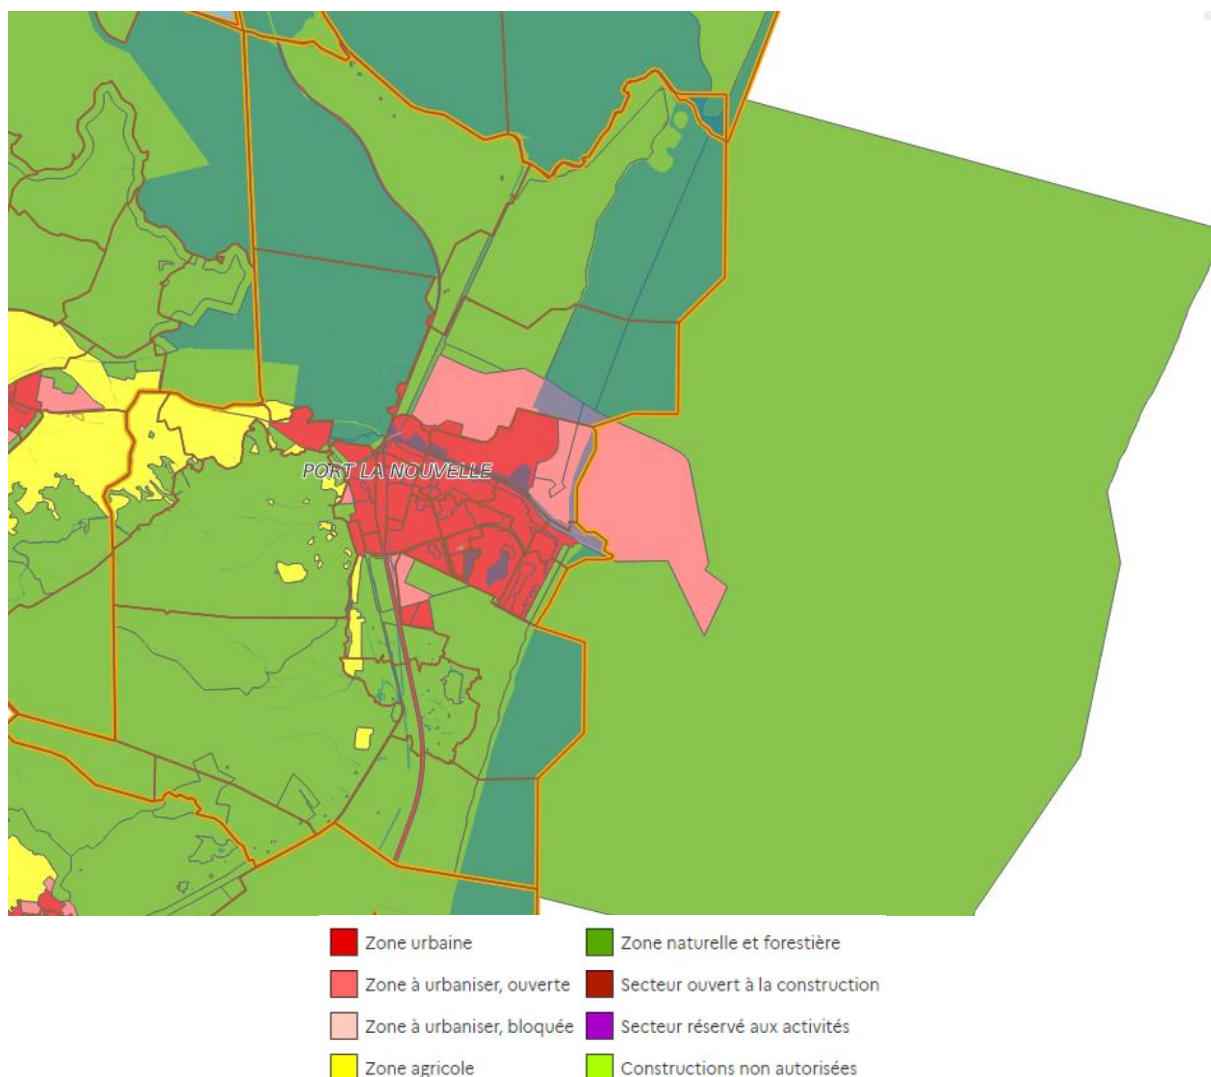 PORT LA NOUVELLE
Zone urbaine
Zone naturelle et forestière
Zone à urbaniser, ouverte
Secteur ouvert à la construction
Zone à urbaniser, bloquée
Secteur réservé aux activités
Zone agricole
Constructions non autorisées